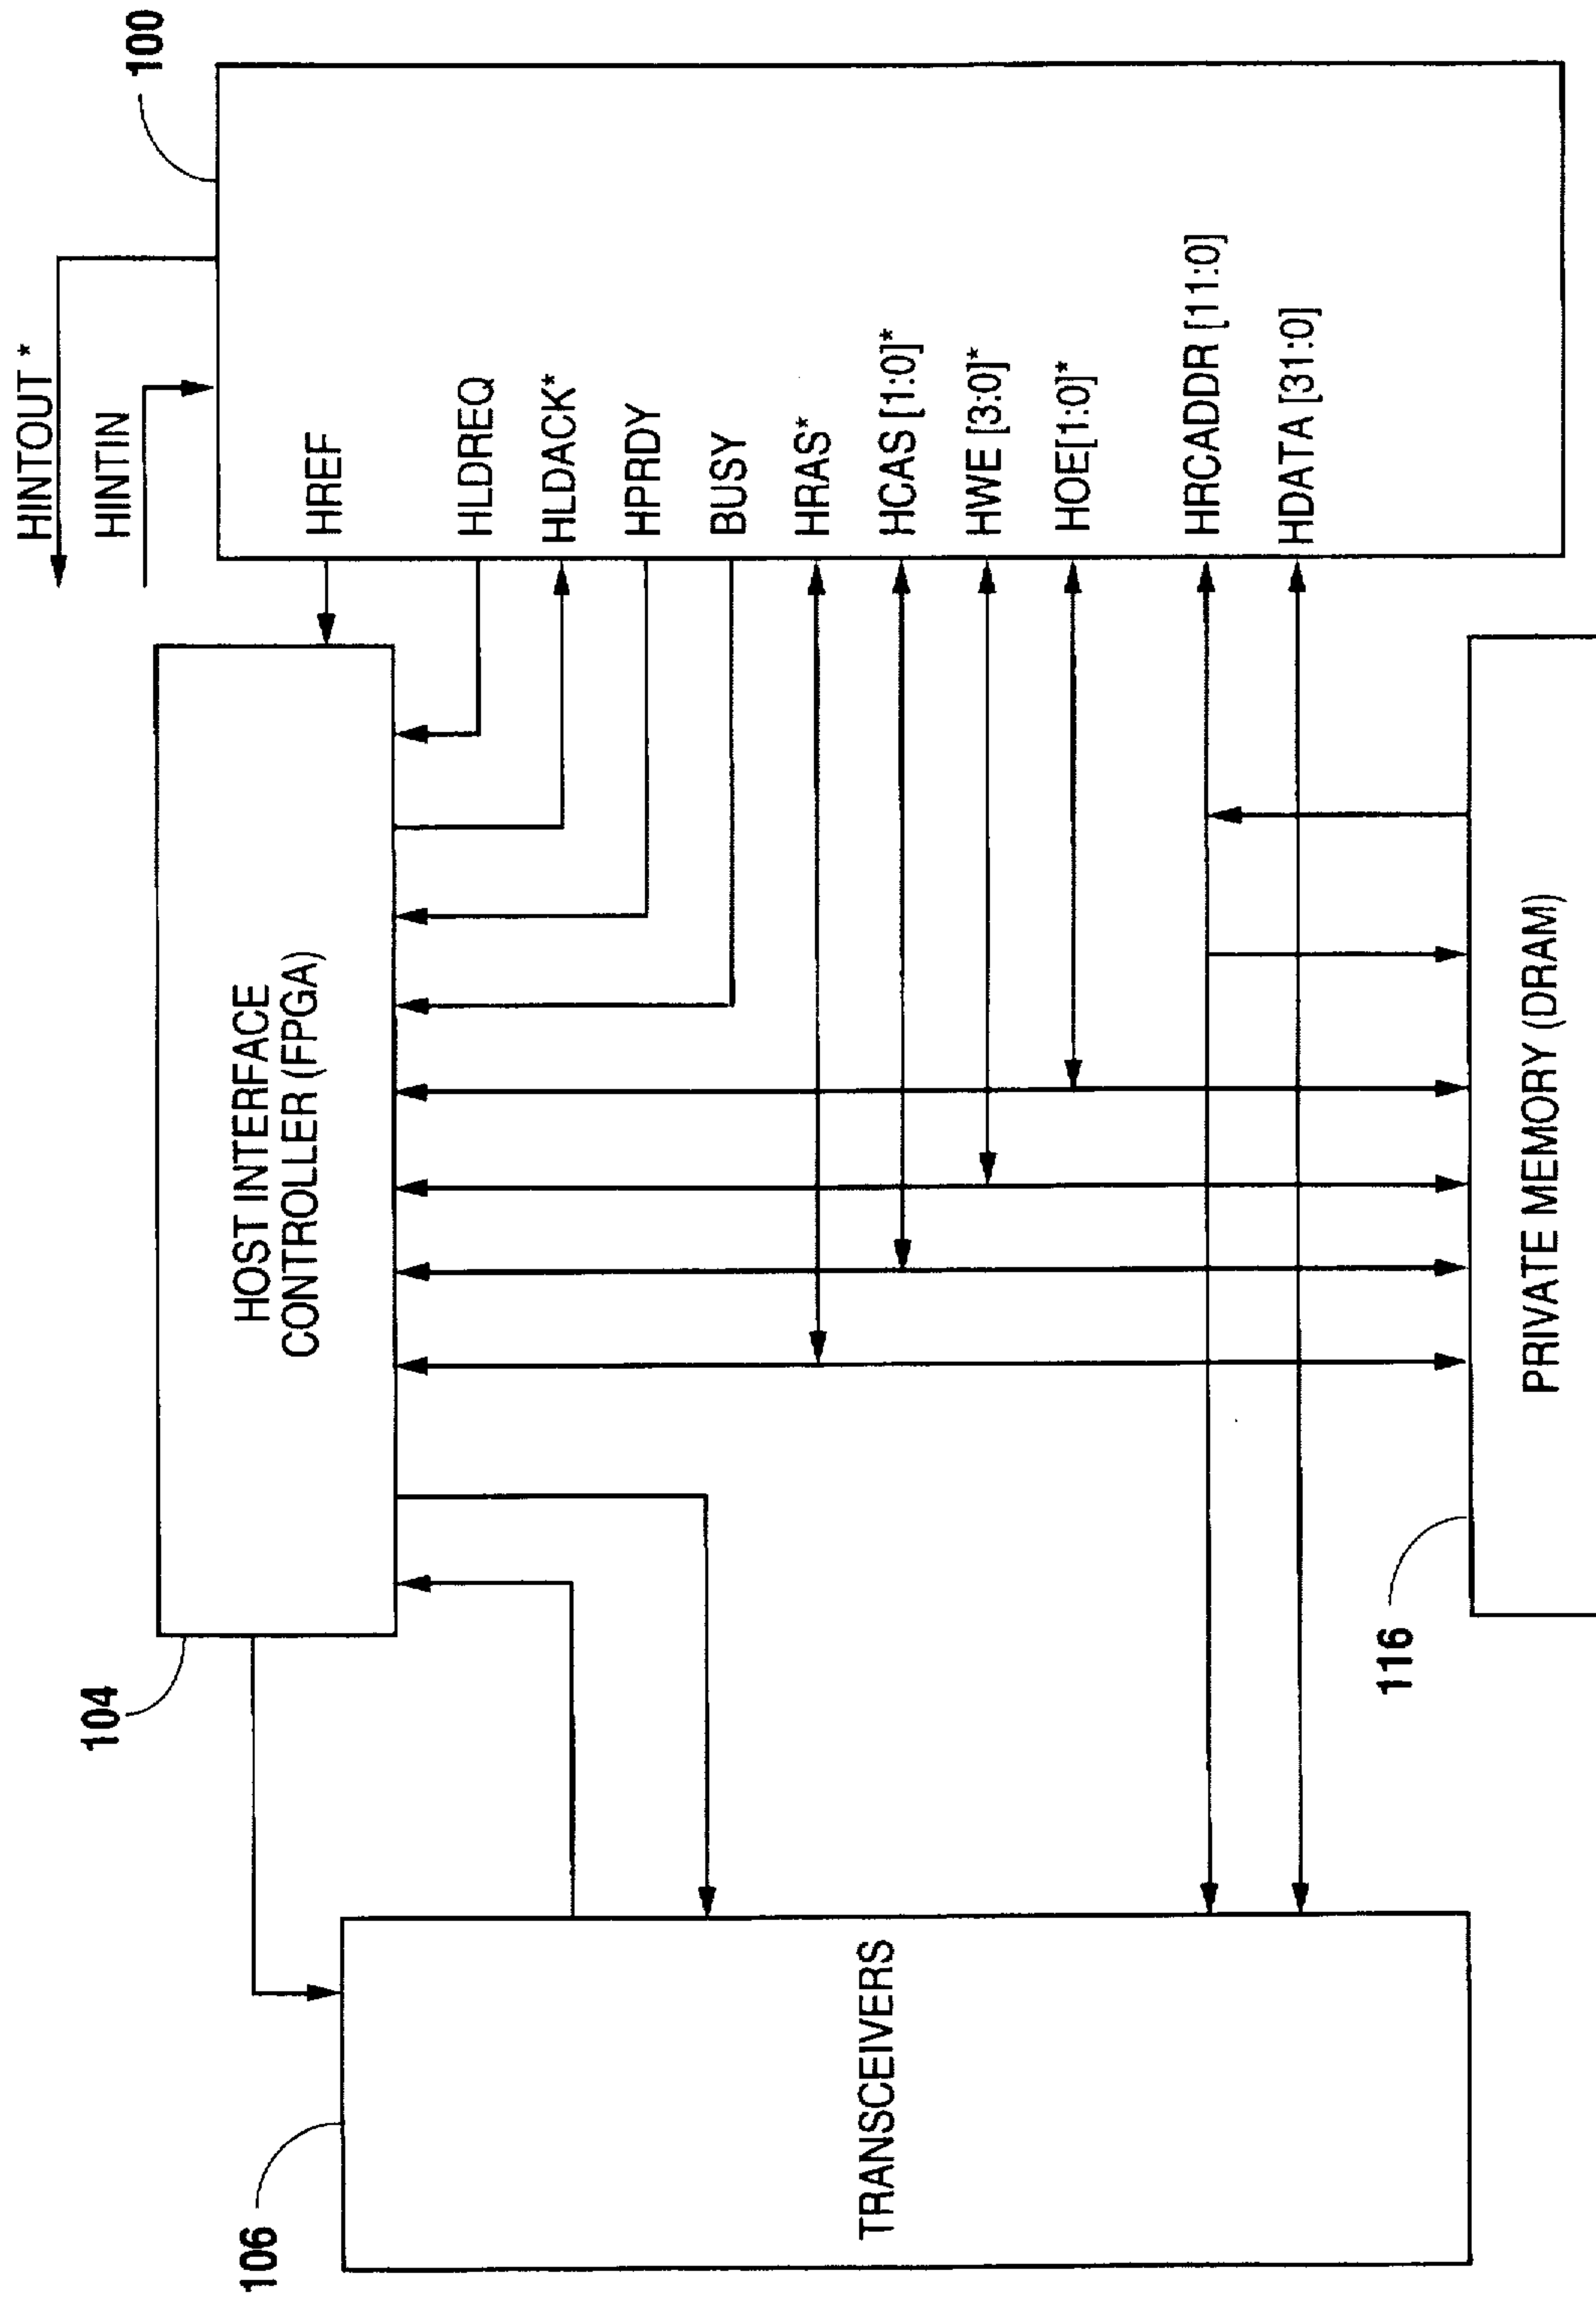 HINTOUT *
HINTIN
100
HREF
HLDREQ
HLDACK*
HPRDY
BUSY
HRAS*
HCAS [1:0]*
HWE [3:0]*
HOE[1:0]*
HRCADDR [11:0]
HDATA [31:0]
HOST INTERFACE
CONTROLLER (FPGA)
104
PRIVATE MEMORY (DRAM)
116
TRANSCEIVERS
106